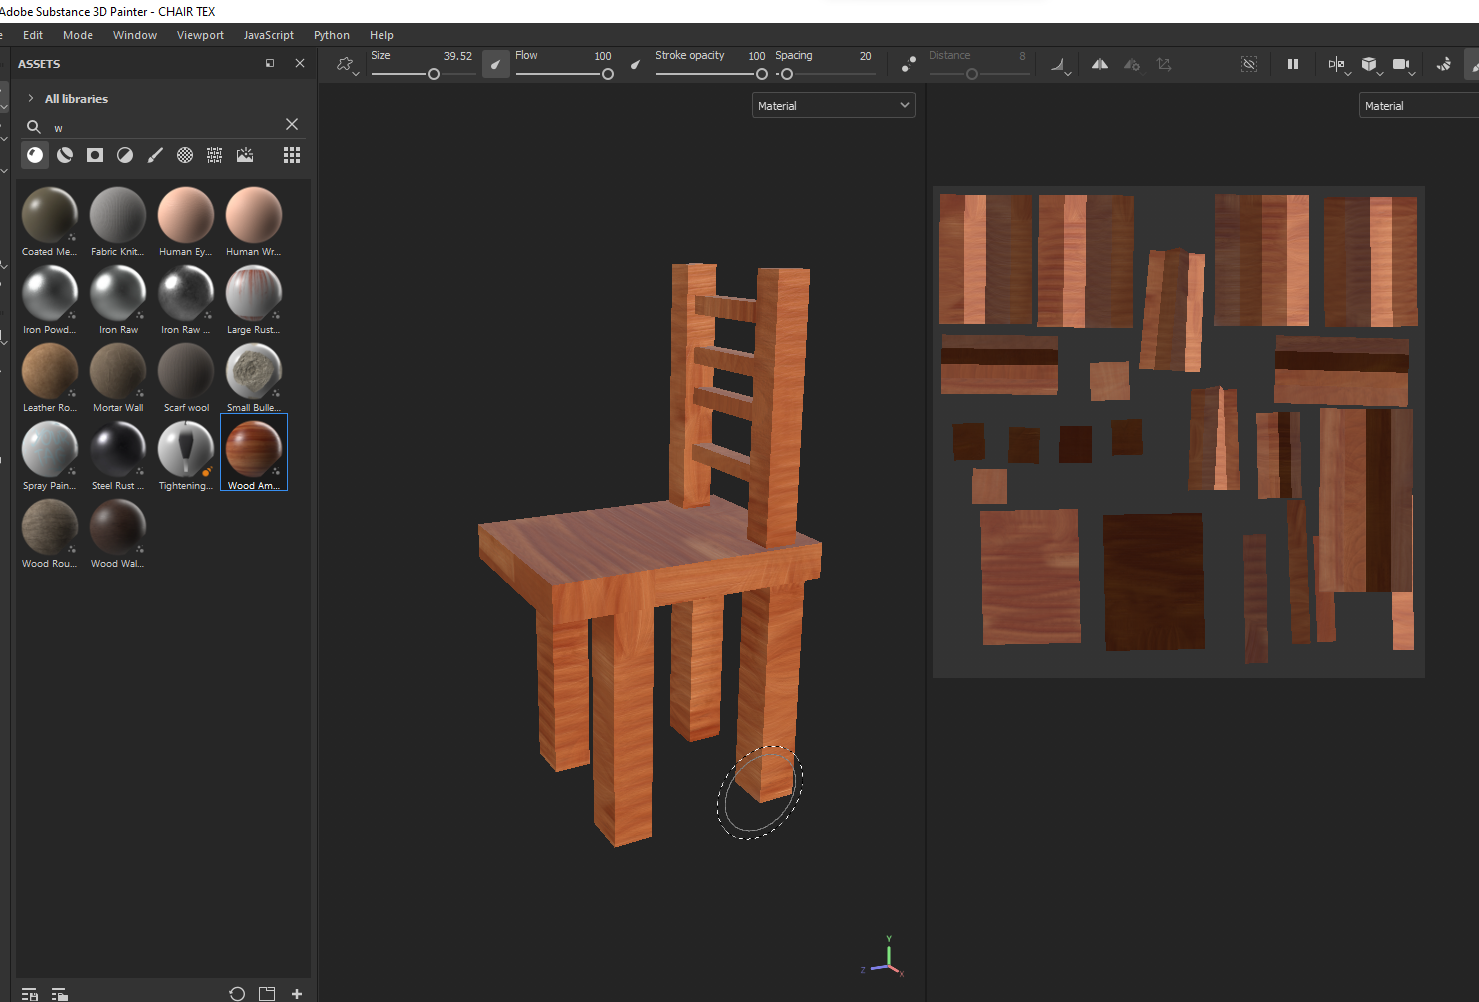 Adobe Substance 3D Painter - CHAIR TEX
Edit Mode Window Viewport JavaScript Python Help
ASSETS
Size 39.52 Flow 100 Stroke opacity 100 Spacing 20 Distance 8
All libraries
w
Material
Material
Coated Me... Fabric Knit... Human Ey... Human Wr...
Iron Powd... Iron Raw Iron Raw ... Large Rust...
Leather Ro... Mortar Wall Scarf wool Small Bulle...
Spray Pain... Steel Rust ... Tightening... Wood Am...
Wood Rou... Wood Wal...
Y
Z
X